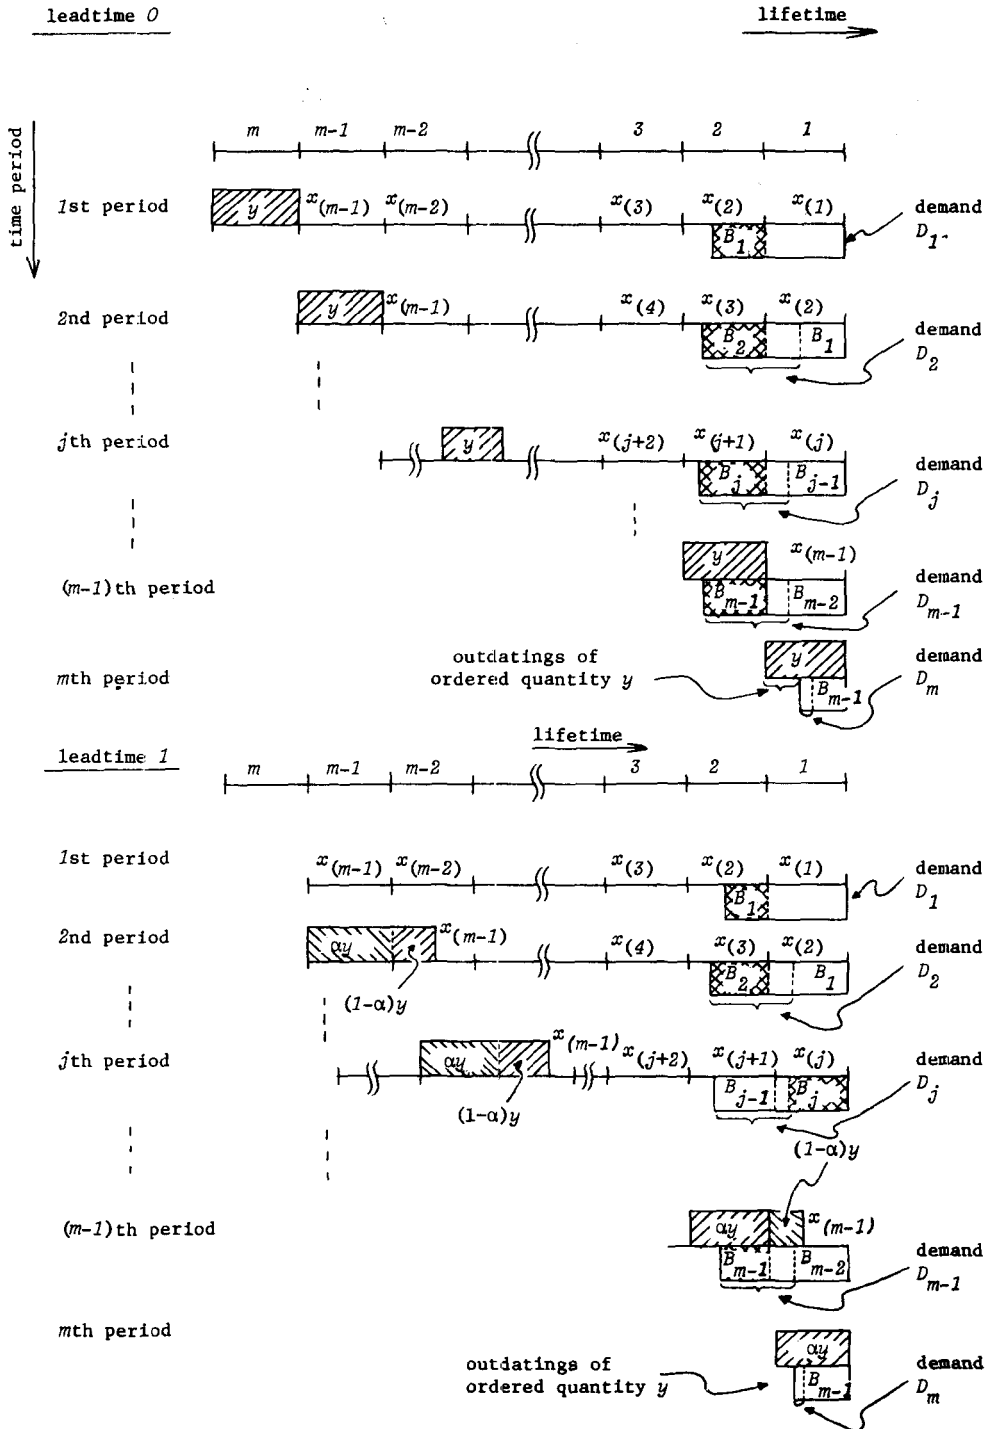 leadtime 0
lifetime
time period
m m-1 m-2 3 2 1
1st period y x(m-1) x(m-2) x(3) x(2) x(1) demand
B1 D1
2nd period y x(m-1) x(4) x(3) x(2) demand
B2 B1 D2
jth period y x(j+2) x(j+1) x(j) demand
Bj Bj-1 Dj
y x(m-1)
(m-1)th period Bm-1 Bm-2 demand
Dm-1
outdatings of y demand
mth period ordered quantity y Bm-1 Dm
lifetime
leadtime 1
m m-1 m-2 3 2 1
1st period x(m-1) x(m-2) x(3) x(2) x(1) demand
B1 D1
2nd period αy x(m-1) x(4) x(3) x(2) demand
B2 B1 D2
(1-α)y
jth period αy x(m-1) x(j+2) x(j+1) x(j) demand
Bj-1 Bj Dj
(1-α)y
(1-α)y
(m-1)th period αy x(m-1)
Bm-1 Bm-2 demand
Dm-1
mth period
αy
outdatings of demand
ordered quantity y Bm-1 Dm